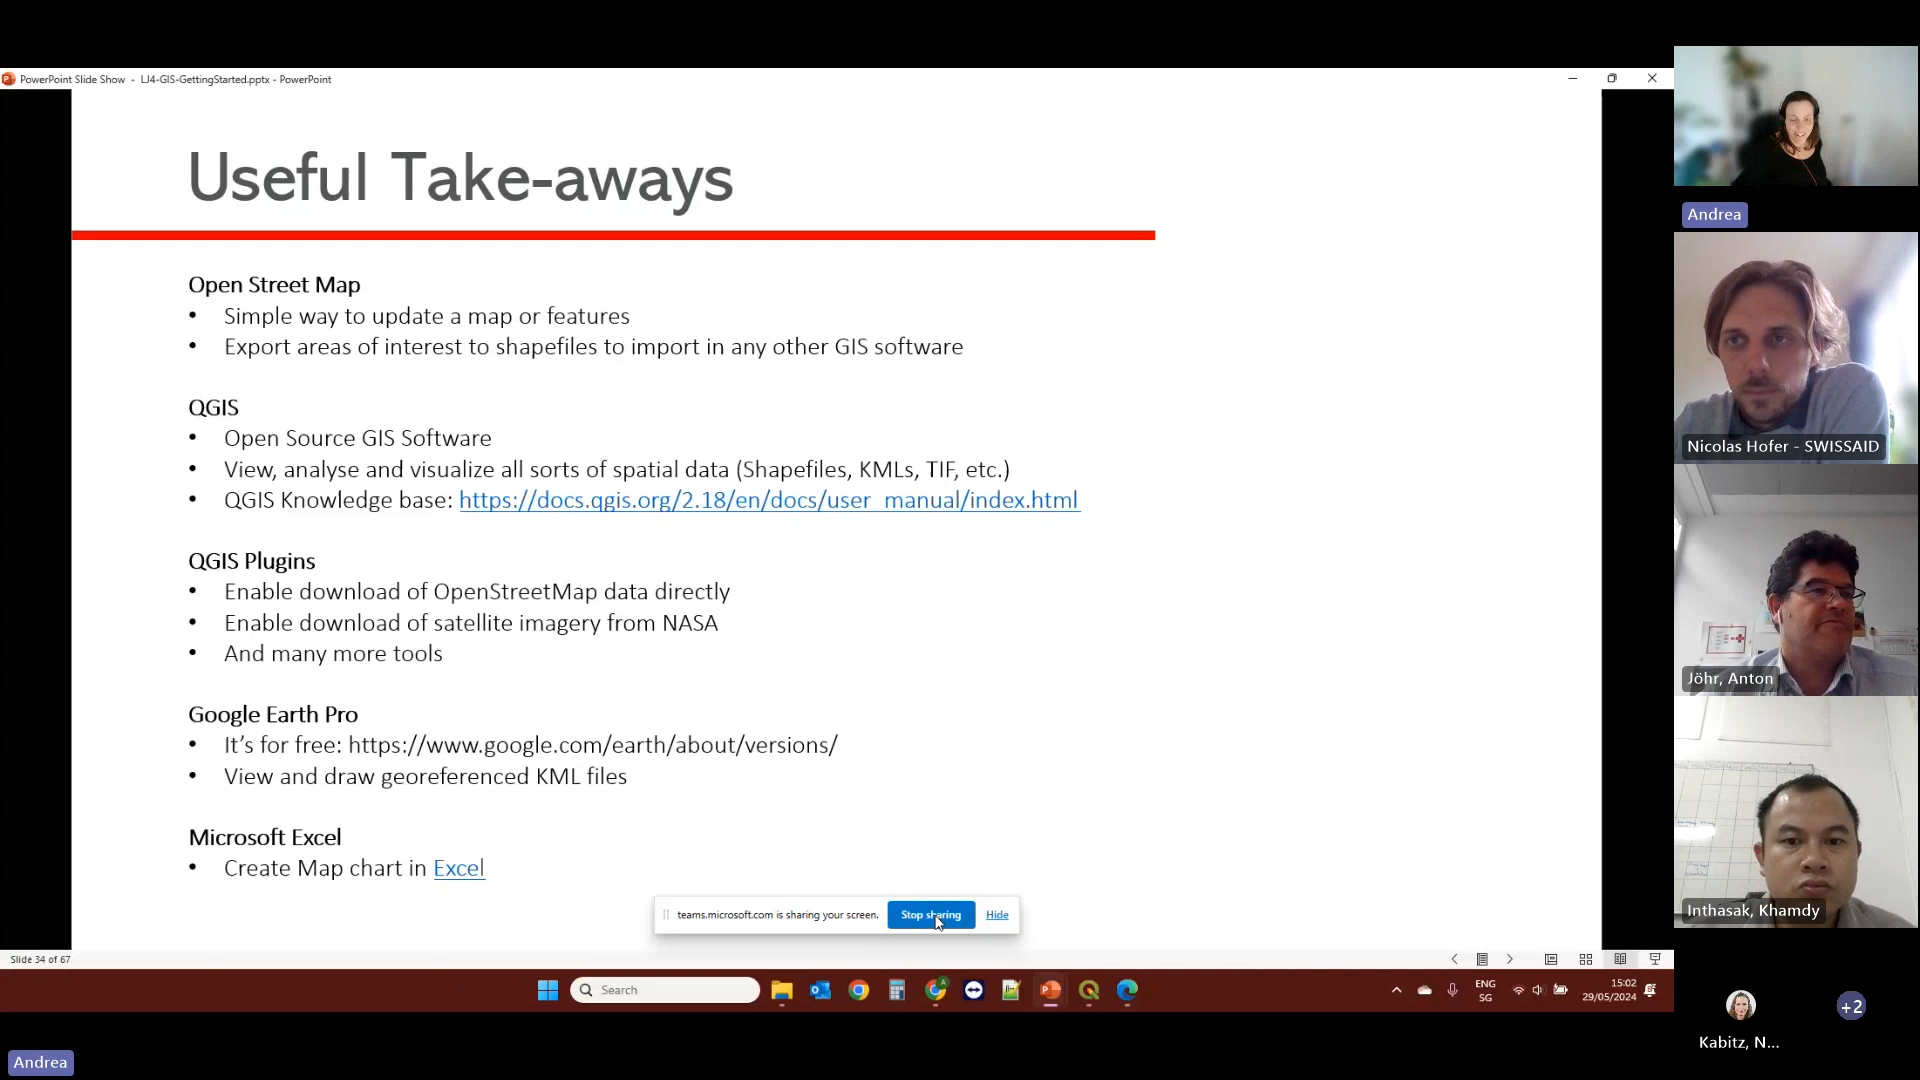 PowerPoint Slide Show - LJ4-GIS-GettingStarted.pptx - PowerPoint
Useful Take-aways
Open Street Map
• Simple way to update a map or features
• Export areas of interest to shapefiles to import in any other GIS software
QGIS
• Open Source GIS Software
• View, analyse and visualize all sorts of spatial data (Shapefiles, KMLs, TIF, etc.)
• QGIS Knowledge base: https://docs.qgis.org/2.18/en/docs/user_manual/index.html
QGIS Plugins
• Enable download of OpenStreetMap data directly
• Enable download of satellite imagery from NASA
• And many more tools
Google Earth Pro
• It’s for free: https://www.google.com/earth/about/versions/
• View and draw georeferenced KML files
Microsoft Excel
• Create Map chart in Excel
teams.microsoft.com is sharing your screen. Stop sharing Hide
Slide 34 of 67
Search
ENG
SG
15:02
29/05/2024
Andrea
Andrea
Nicolas Hofer - SWISSAID
Jöhr, Anton
Inthasak, Khamdy
+2
Kabitz, N...